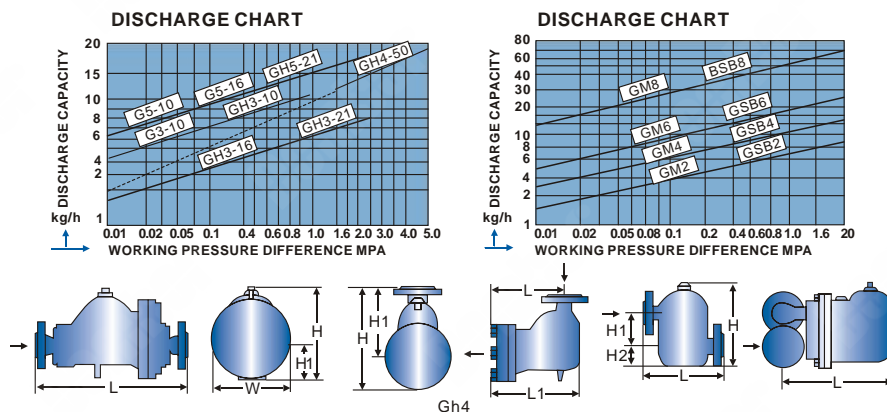 DISCHARGE CHART
DISCHARGE CAPACITY
kg/h
20
15
10
8
6
4
2
1
G5-10
G5-16
GH5-21
GH4-50
G3-10
GH3-10
GH3-16
GH3-21
0.01 0.02 0.05 0.1 0.4 0.6 0.8 1.0 1.6 2.2 3.0 4.0 5.0
WORKING PRESSURE DIFFERENCE MPA
DISCHARGE CHART
DISCHARGE CAPACITY
kg/h
80
60
40
30
20
10
8
6
4
2
1
GM8
BSB8
GM6
GSB6
GM4
GSB4
GM2
GSB2
0.01 0.02 0.05 0.08 0.1 0.2 0.4 0.60.8 1.0 1.6 20
WORKING PRESSURE DIFFERENCE MPA
L
W
H
H1
H
H1
L
L1
H1
H2
H
L
L
Gh4